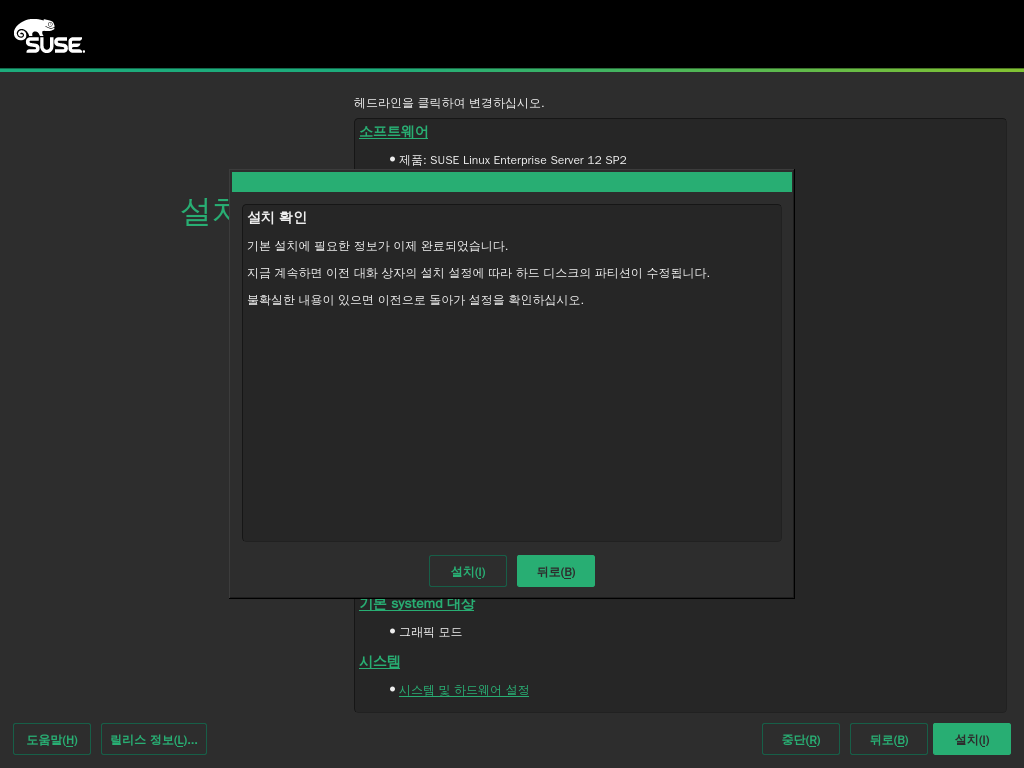 SUSE
헤드라인을 클릭하여 변경하십시오.
소프트웨어
• 제품: SUSE Linux Enterprise Server 12 SP2
설치
설치 확인
기본 설치에 필요한 정보가 이제 완료되었습니다.
지금 계속하면 이전 대화 상자의 설치 설정에 따라 하드 디스크의 파티션이 수정됩니다.
불확실한 내용이 있으면 이전으로 돌아가 설정을 확인하십시오.
설치(I) 뒤로(B)
기본 systemd 대상
• 그래픽 모드
시스템
• 시스템 및 하드웨어 설정
도움말(H) 릴리스 정보(L)... 중단(R) 뒤로(B) 설치(I)